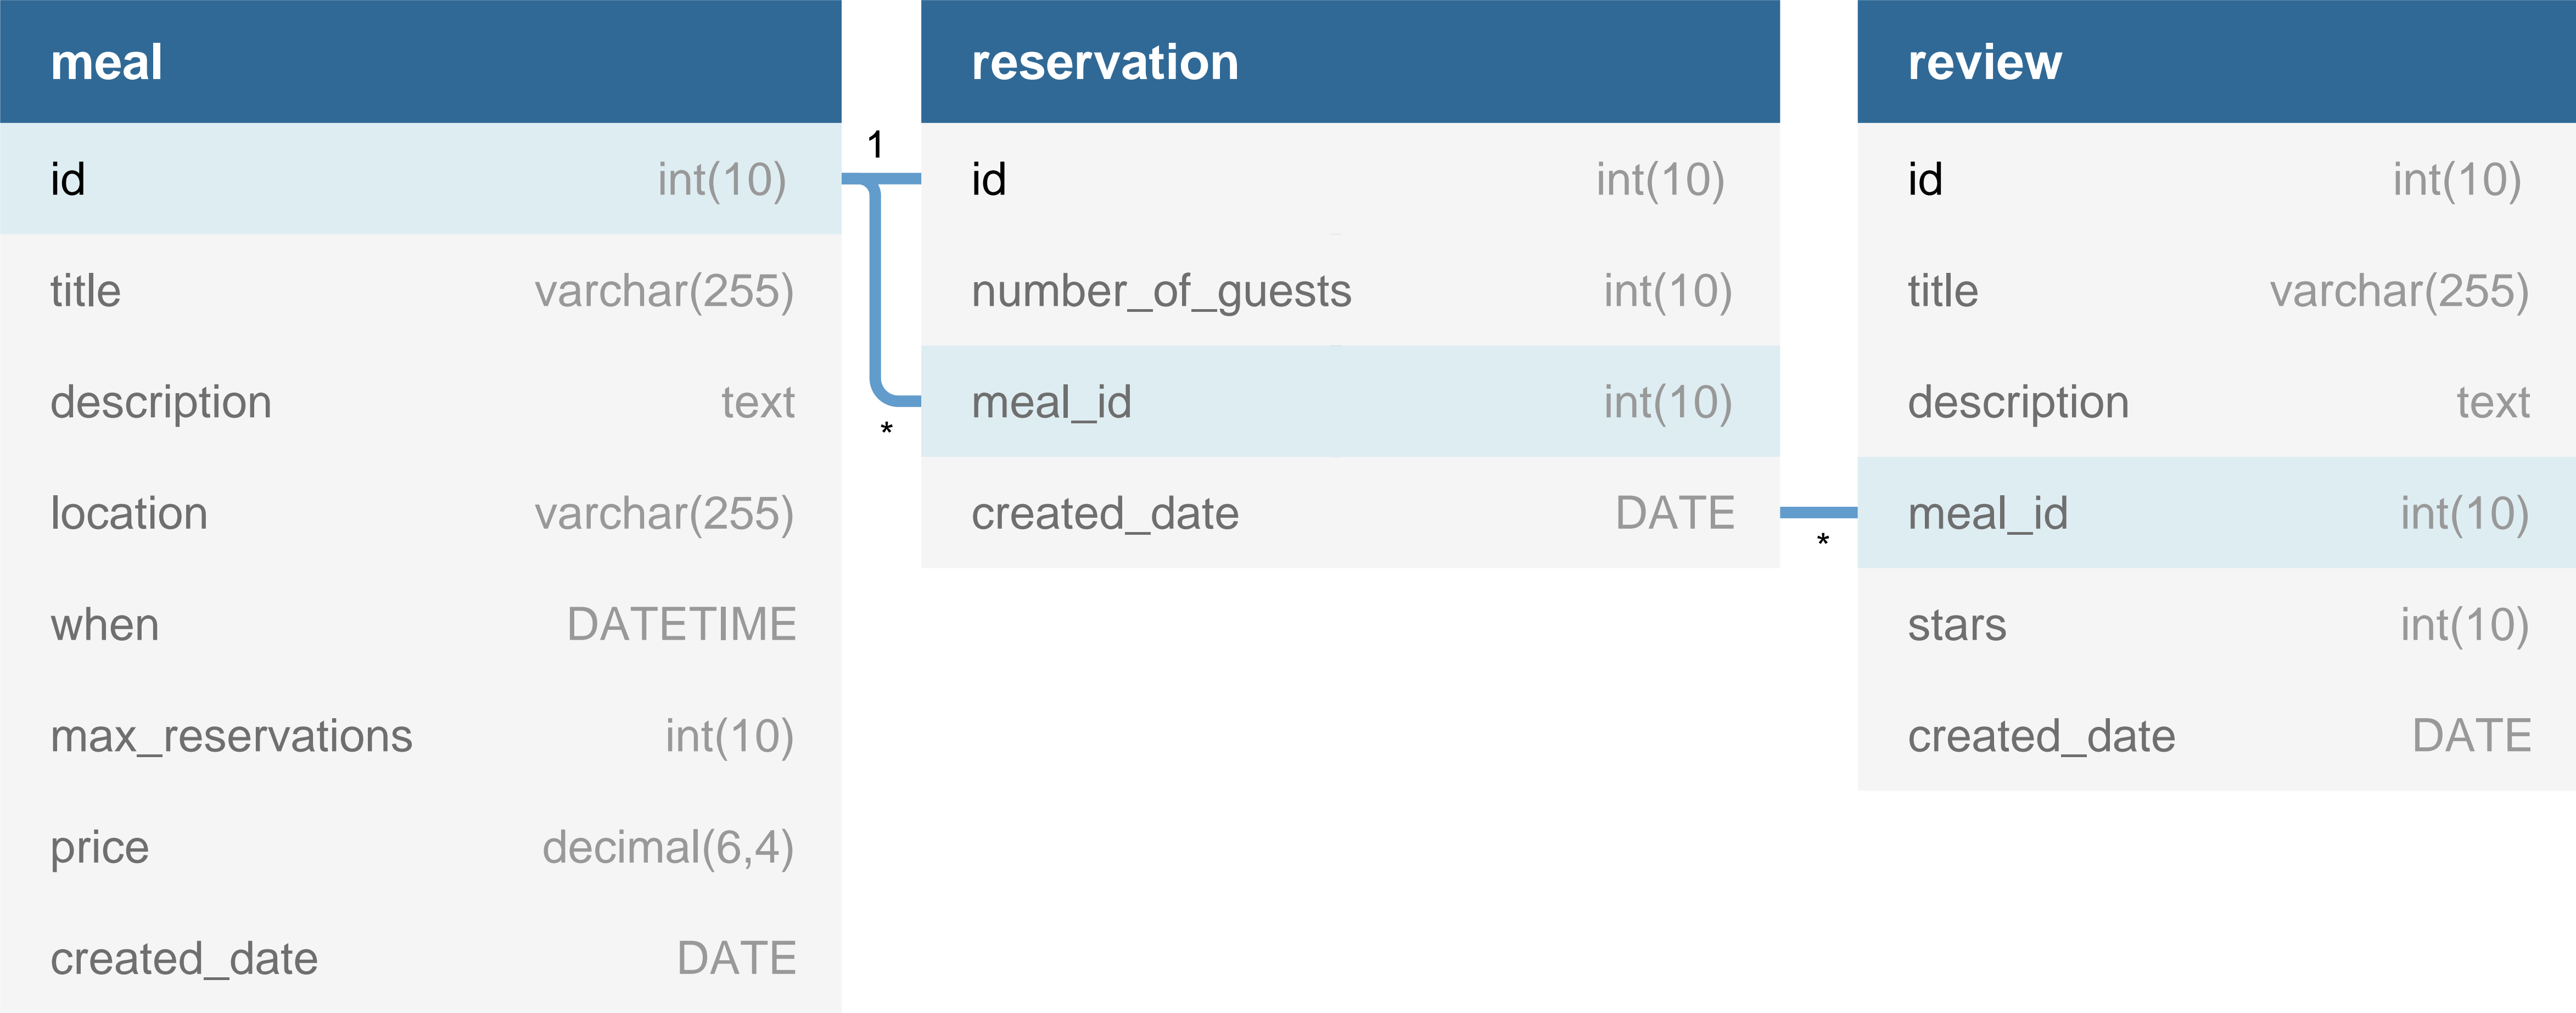 meal
id int(10)
title varchar(255)
description text
location varchar(255)
when DATETIME
max_reservations int(10)
price decimal(6,4)
created_date DATE
1
*
reservation
id int(10)
number_of_guests int(10)
meal_id int(10)
created_date DATE
*
review
id int(10)
title varchar(255)
description text
meal_id int(10)
stars int(10)
created_date DATE